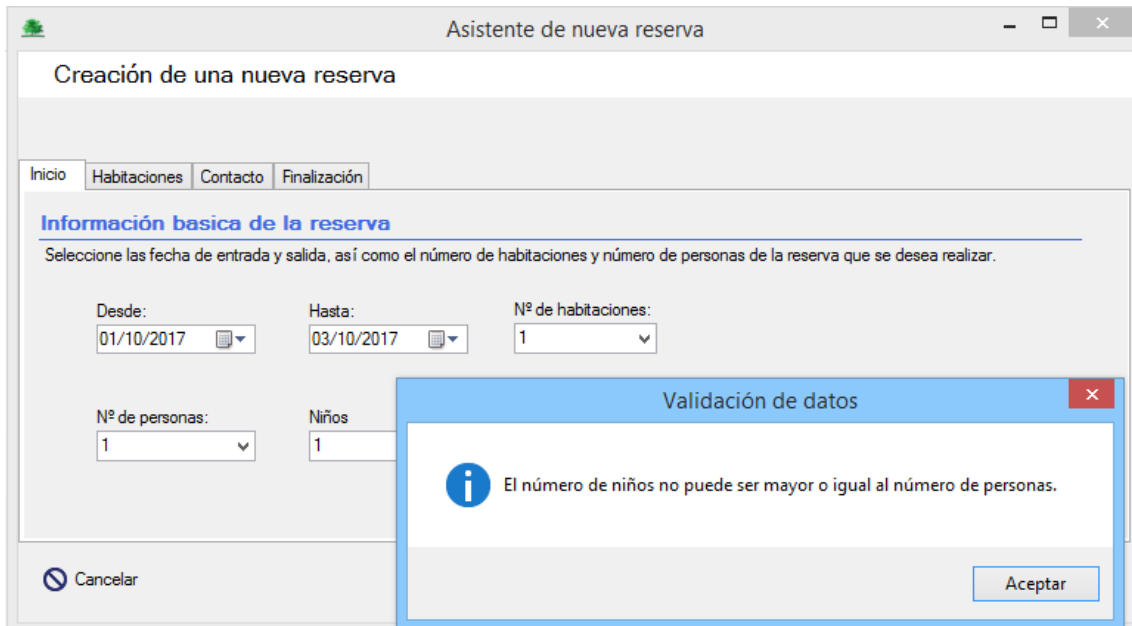 Asistente de nueva reserva
Creación de una nueva reserva
Inicio Habitaciones Contacto Finalización
Información basica de la reserva
Seleccione las fecha de entrada y salida, así como el número de habitaciones y número de personas de la reserva que se desea realizar.
Desde: Hasta: Nº de habitaciones:
01/10/2017 03/10/2017 1
Nº de personas: Niños
1 1
Validación de datos
El número de niños no puede ser mayor o igual al número de personas.
Aceptar
Cancelar